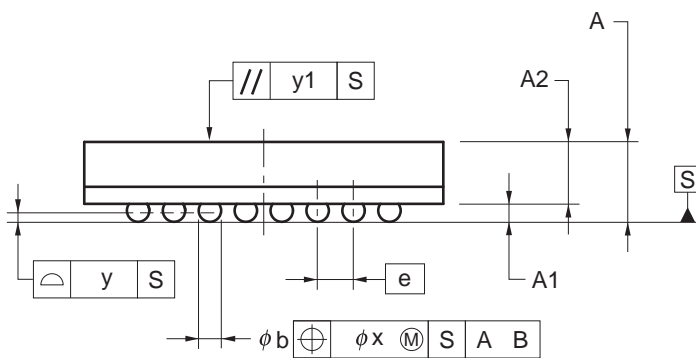 A
// y1 S
A2
S
⌓ y S
e
A1
ϕb ⌖ ϕx Ⓜ S A B